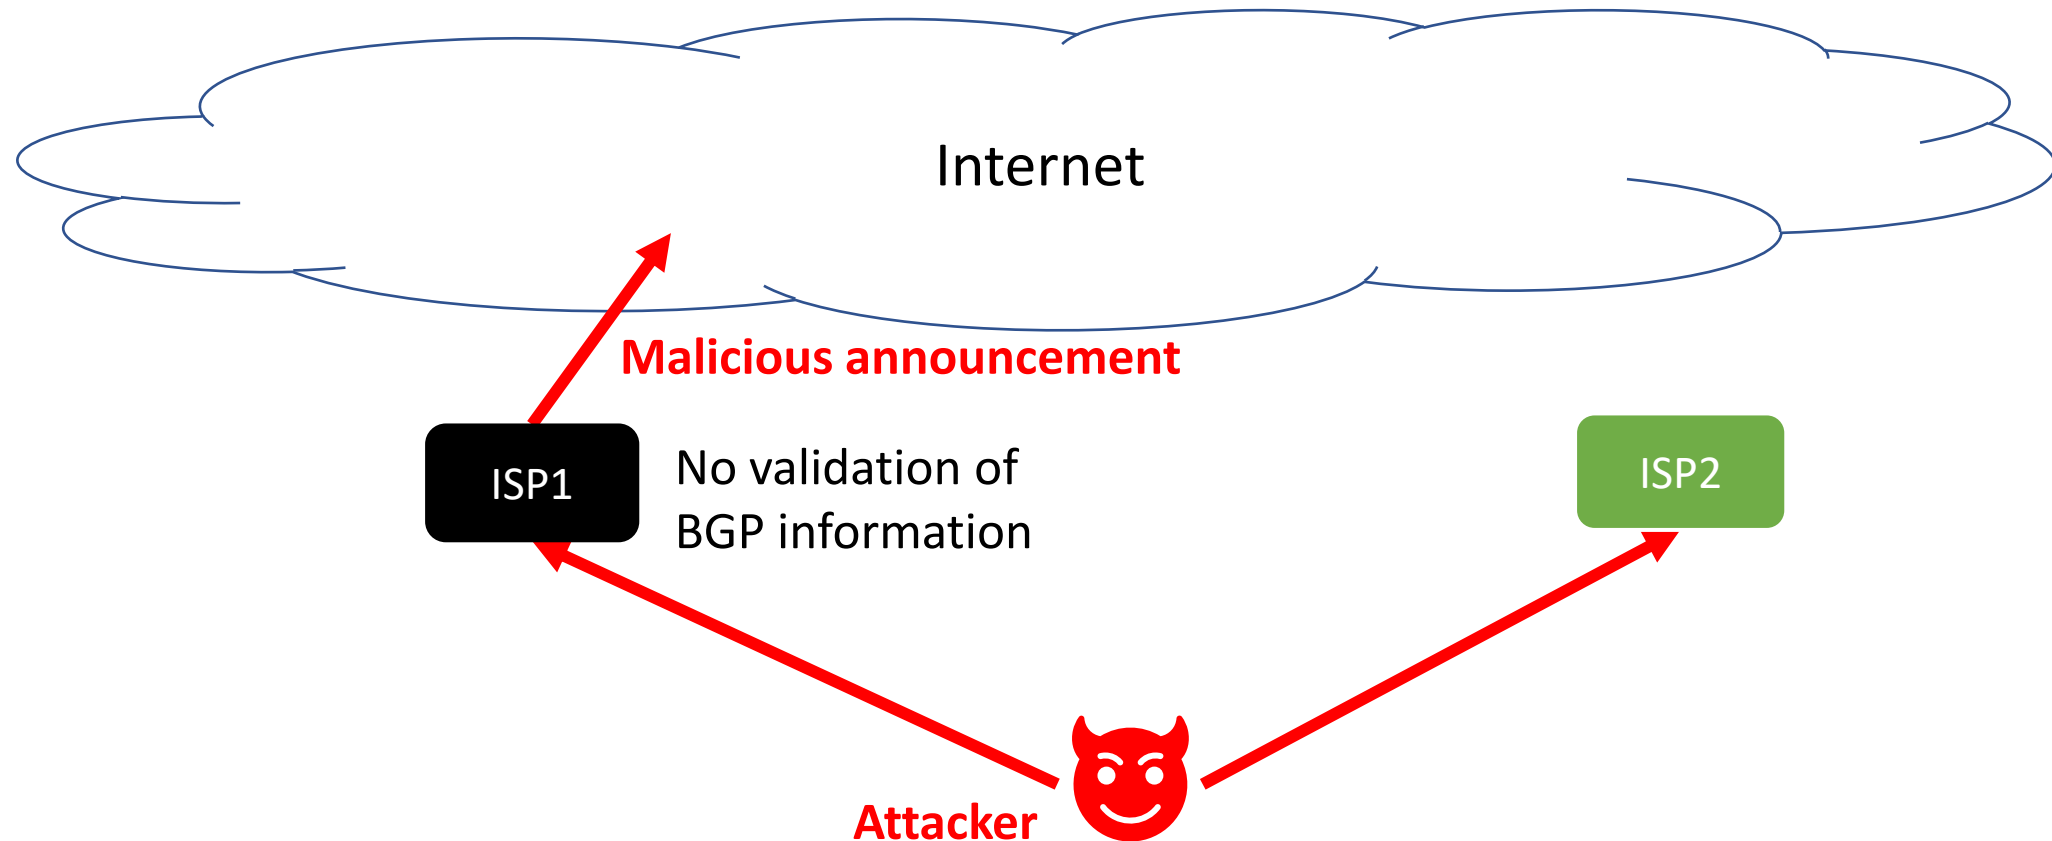 Internet
Malicious announcement
ISP1
No validation of
BGP information
ISP2
Attacker